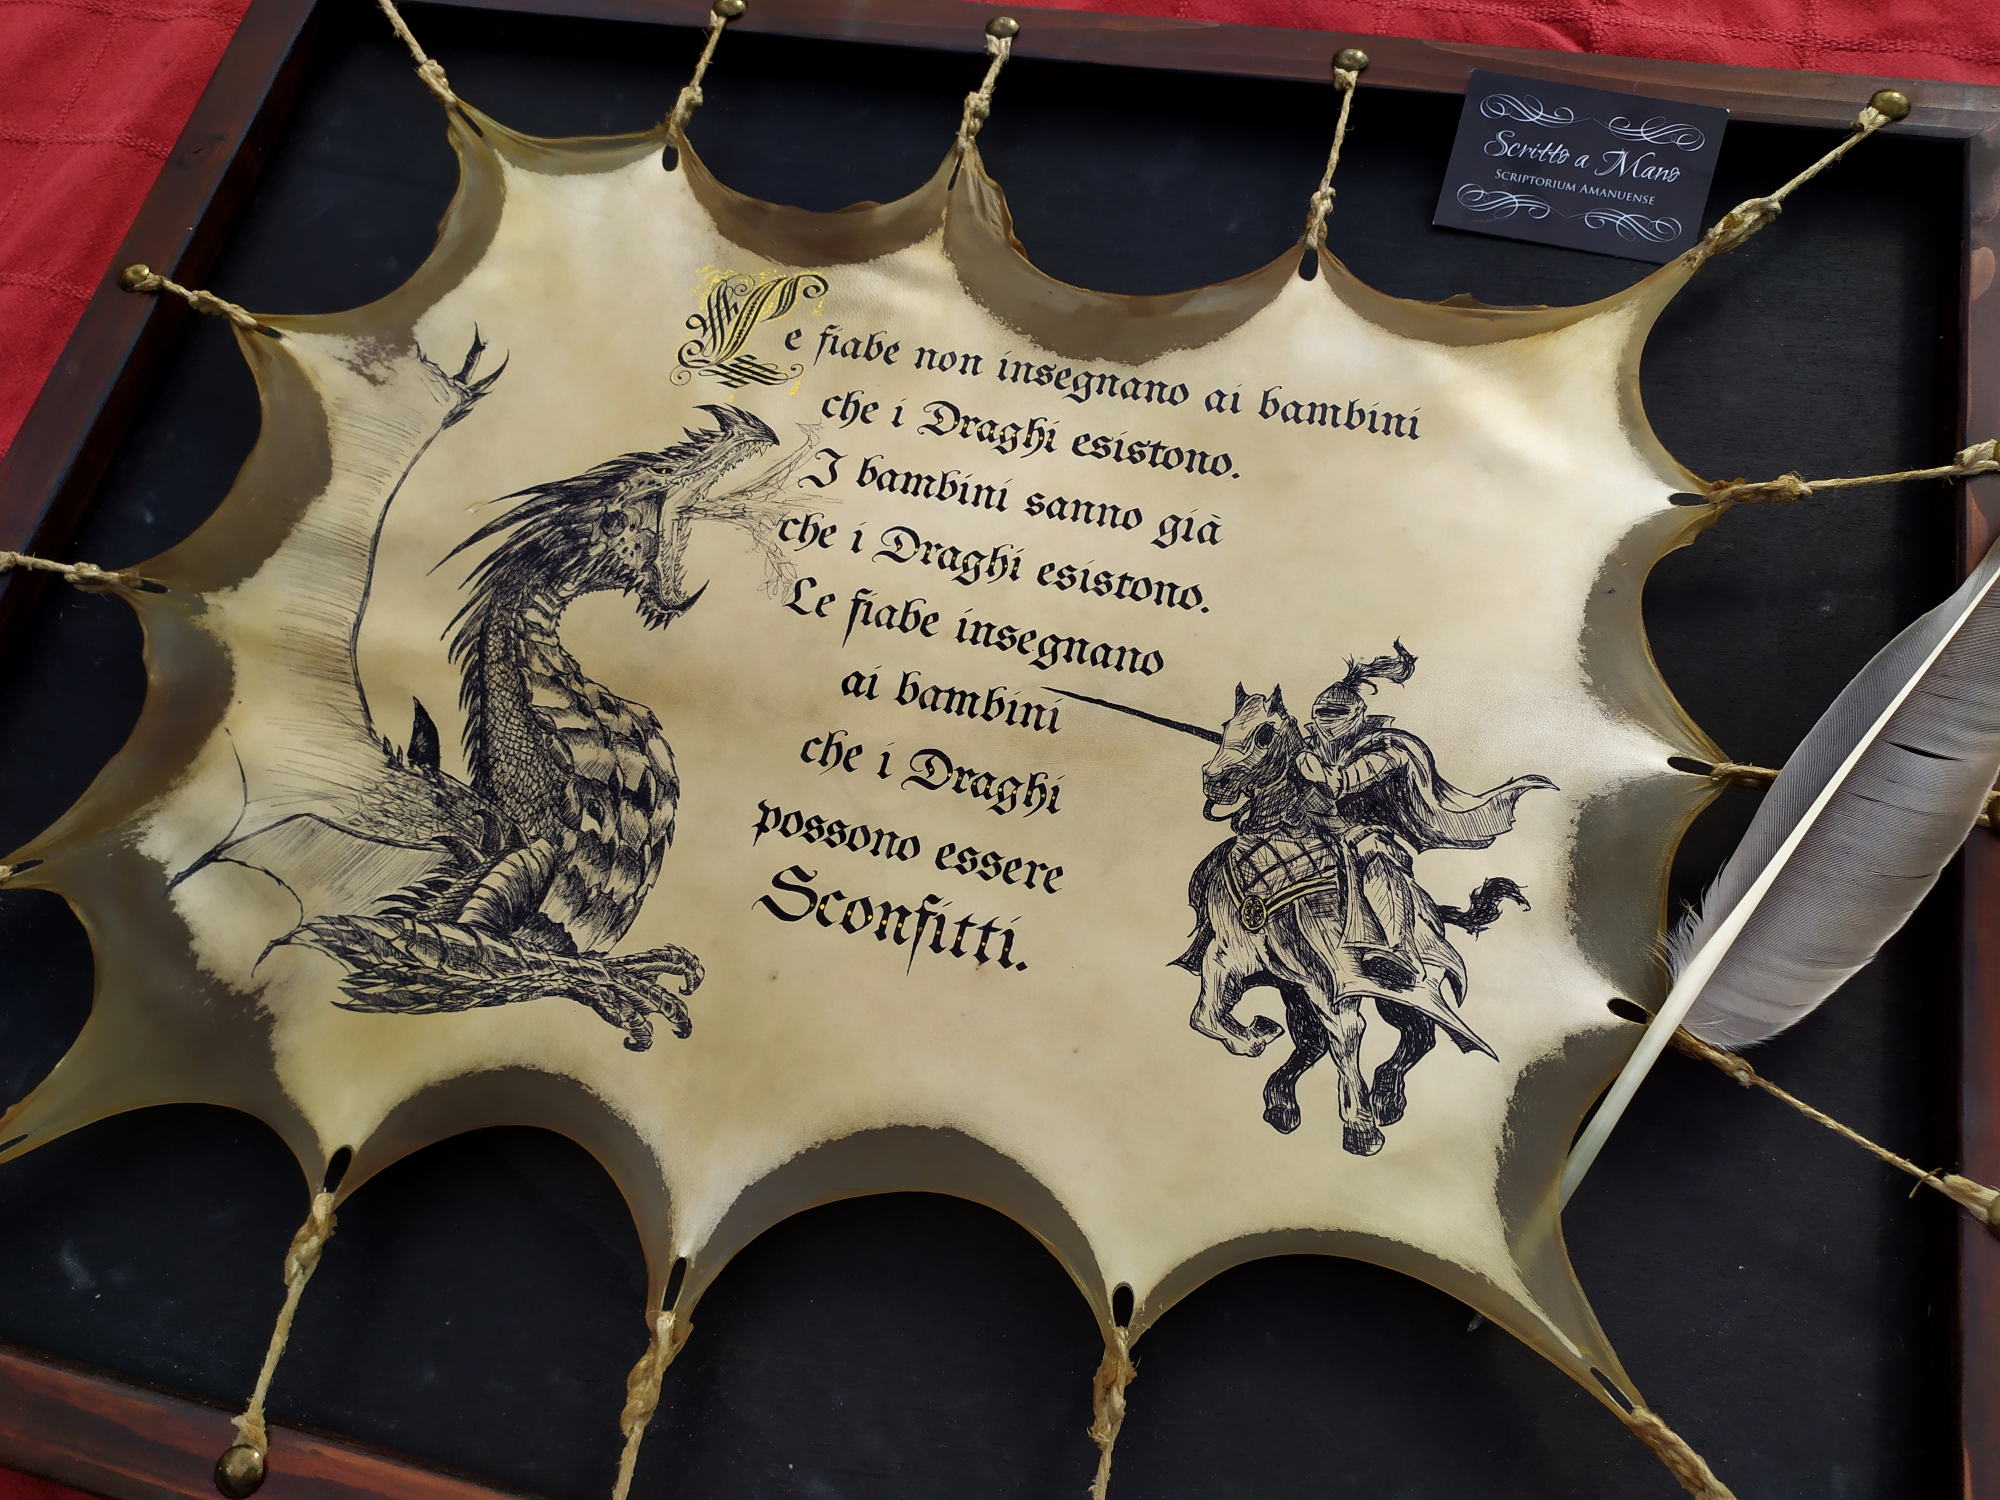 Scritto a Mano
SCRIPTORIUM AMANUENSE
Le fiabe non insegnano ai bambini
che i Draghi esistono.
I bambini sanno già
che i Draghi esistono.
Le fiabe insegnano
ai bambini
che i Draghi
possono essere
Sconfitti.